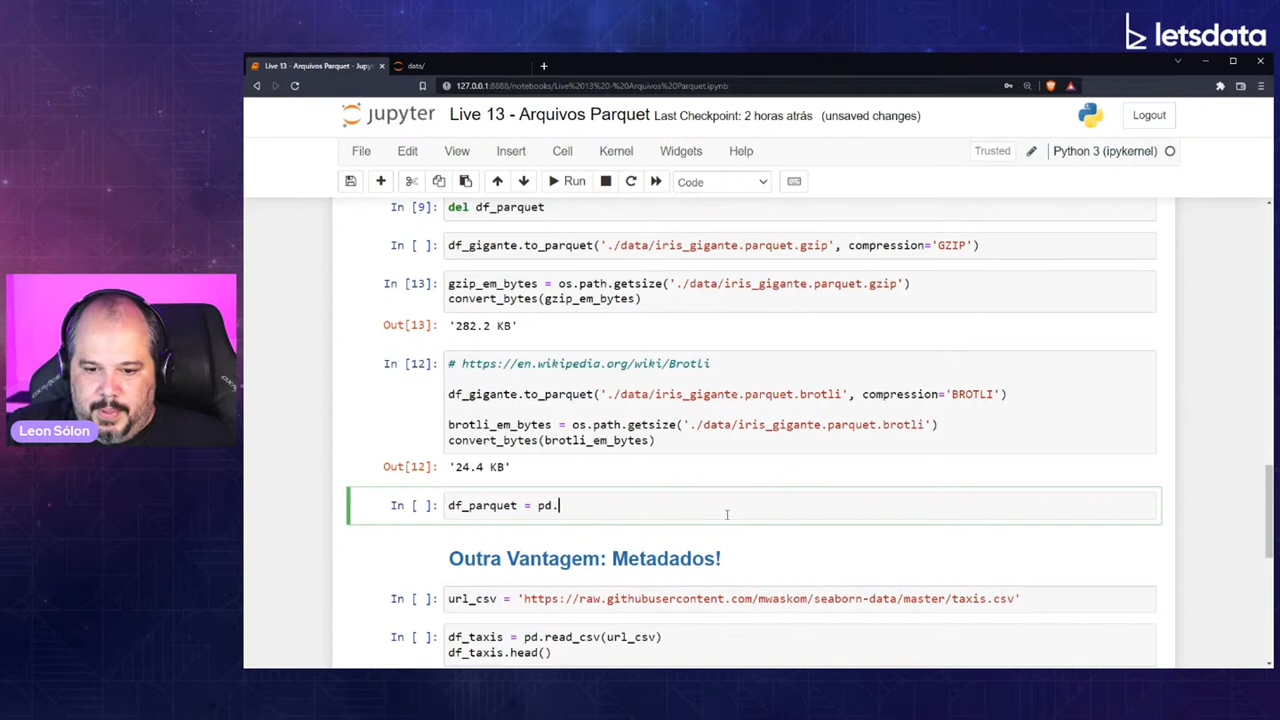 letsdata
Live 13 - Arquivos Parquet - Jupy
data/
127.0.0.1:8888/notebooks/Live%2013%20-%20Arquivos%20Parquet.ipynb
jupyter Live 13 - Arquivos Parquet Last Checkpoint: 2 horas atrás (unsaved changes)
Logout
File Edit View Insert Cell Kernel Widgets Help
Trusted Python 3 (ipykernel)
Run Code
In [9]: del df_parquet
In [ ]: df_gigante.to_parquet('./data/iris_gigante.parquet.gzip', compression='GZIP')
In [13]: gzip_em_bytes = os.path.getsize('./data/iris_gigante.parquet.gzip')
convert_bytes(gzip_em_bytes)
Out[13]: '282.2 KB'
In [12]: # https://en.wikipedia.org/wiki/Brotli
df_gigante.to_parquet('./data/iris_gigante.parquet.brotli', compression='BROTLI')
brotli_em_bytes = os.path.getsize('./data/iris_gigante.parquet.brotli')
convert_bytes(brotli_em_bytes)
Out[12]: '24.4 KB'
In [ ]: df_parquet = pd.
Outra Vantagem: Metadados!
In [ ]: url_csv = 'https://raw.githubusercontent.com/mwaskom/seaborn-data/master/taxis.csv'
In [ ]: df_taxis = pd.read_csv(url_csv)
df_taxis.head()
Leon Sólon